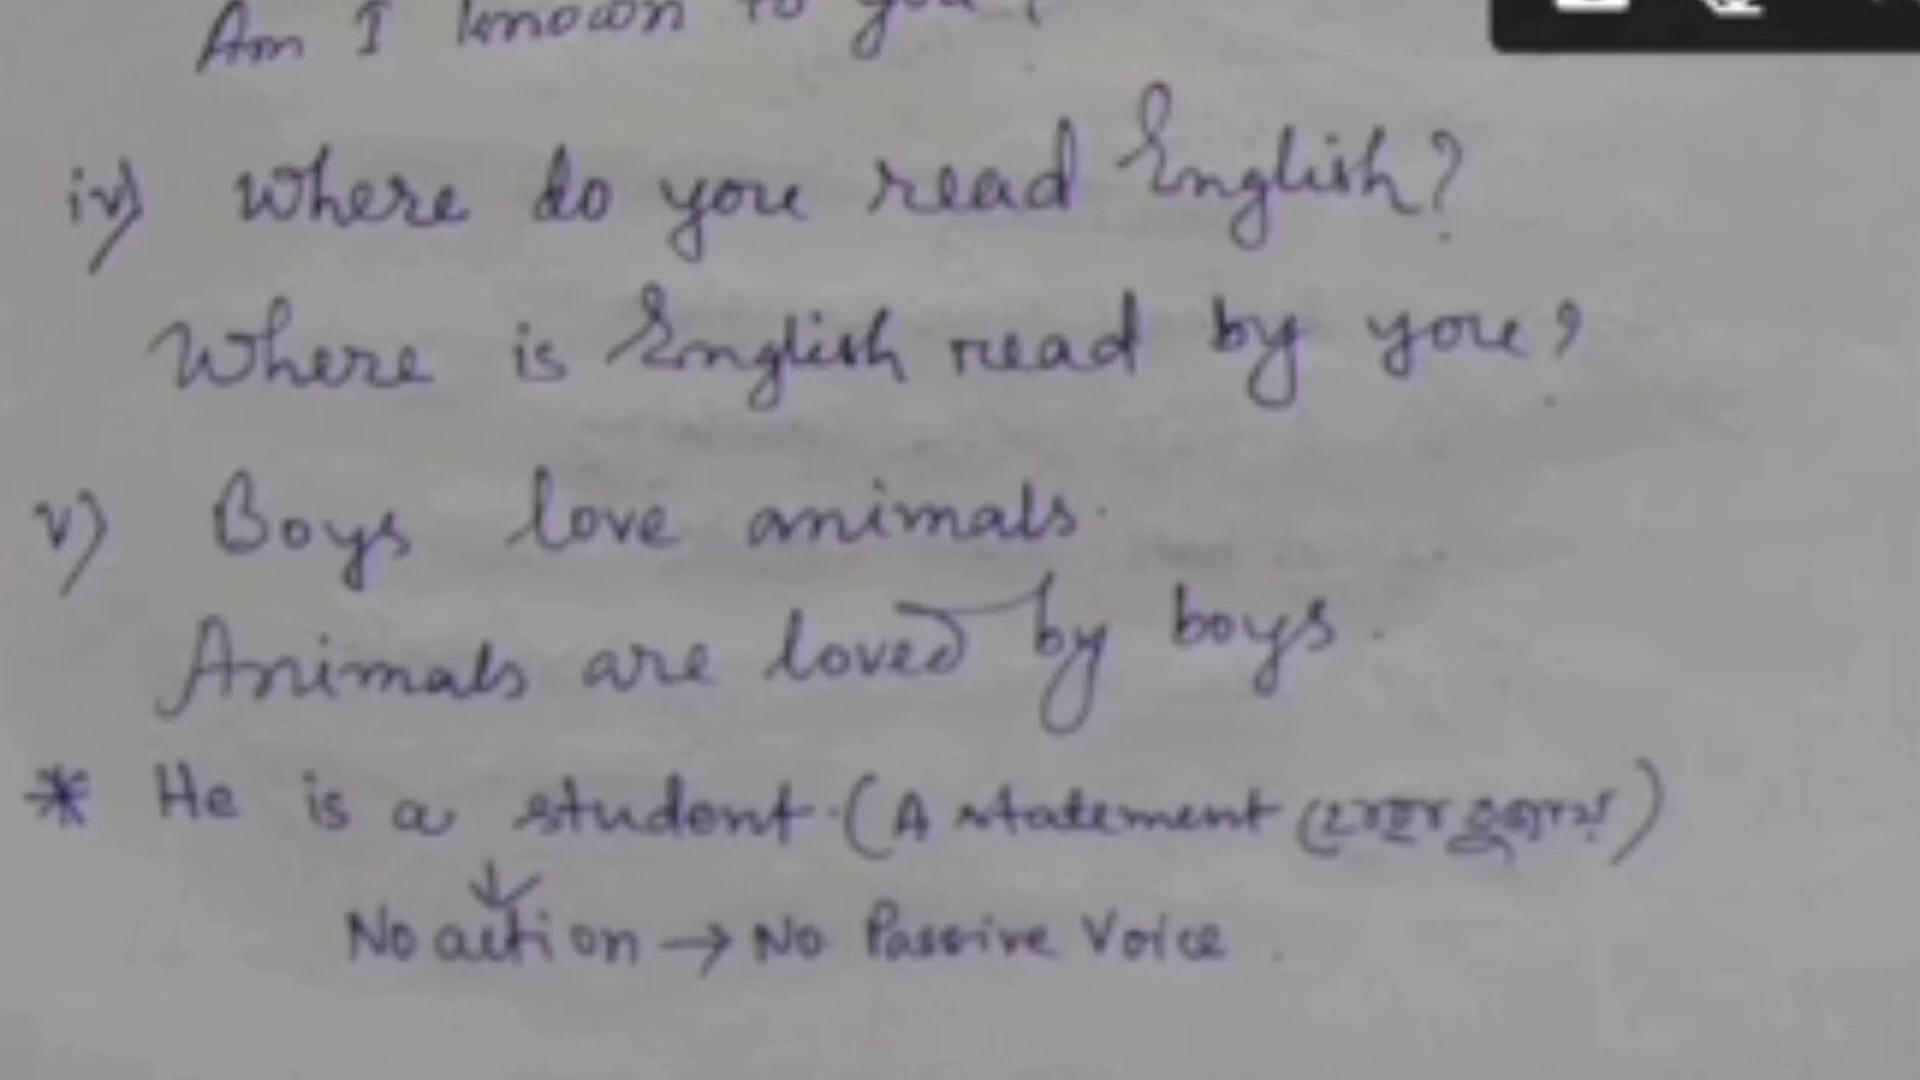 Am I known to you?
iv) Where do you read English?
Where is English read by you?
v) Boys love animals.
Animals are loved by boys.
* He is a student. (A statement
No action → No Passive Voice.